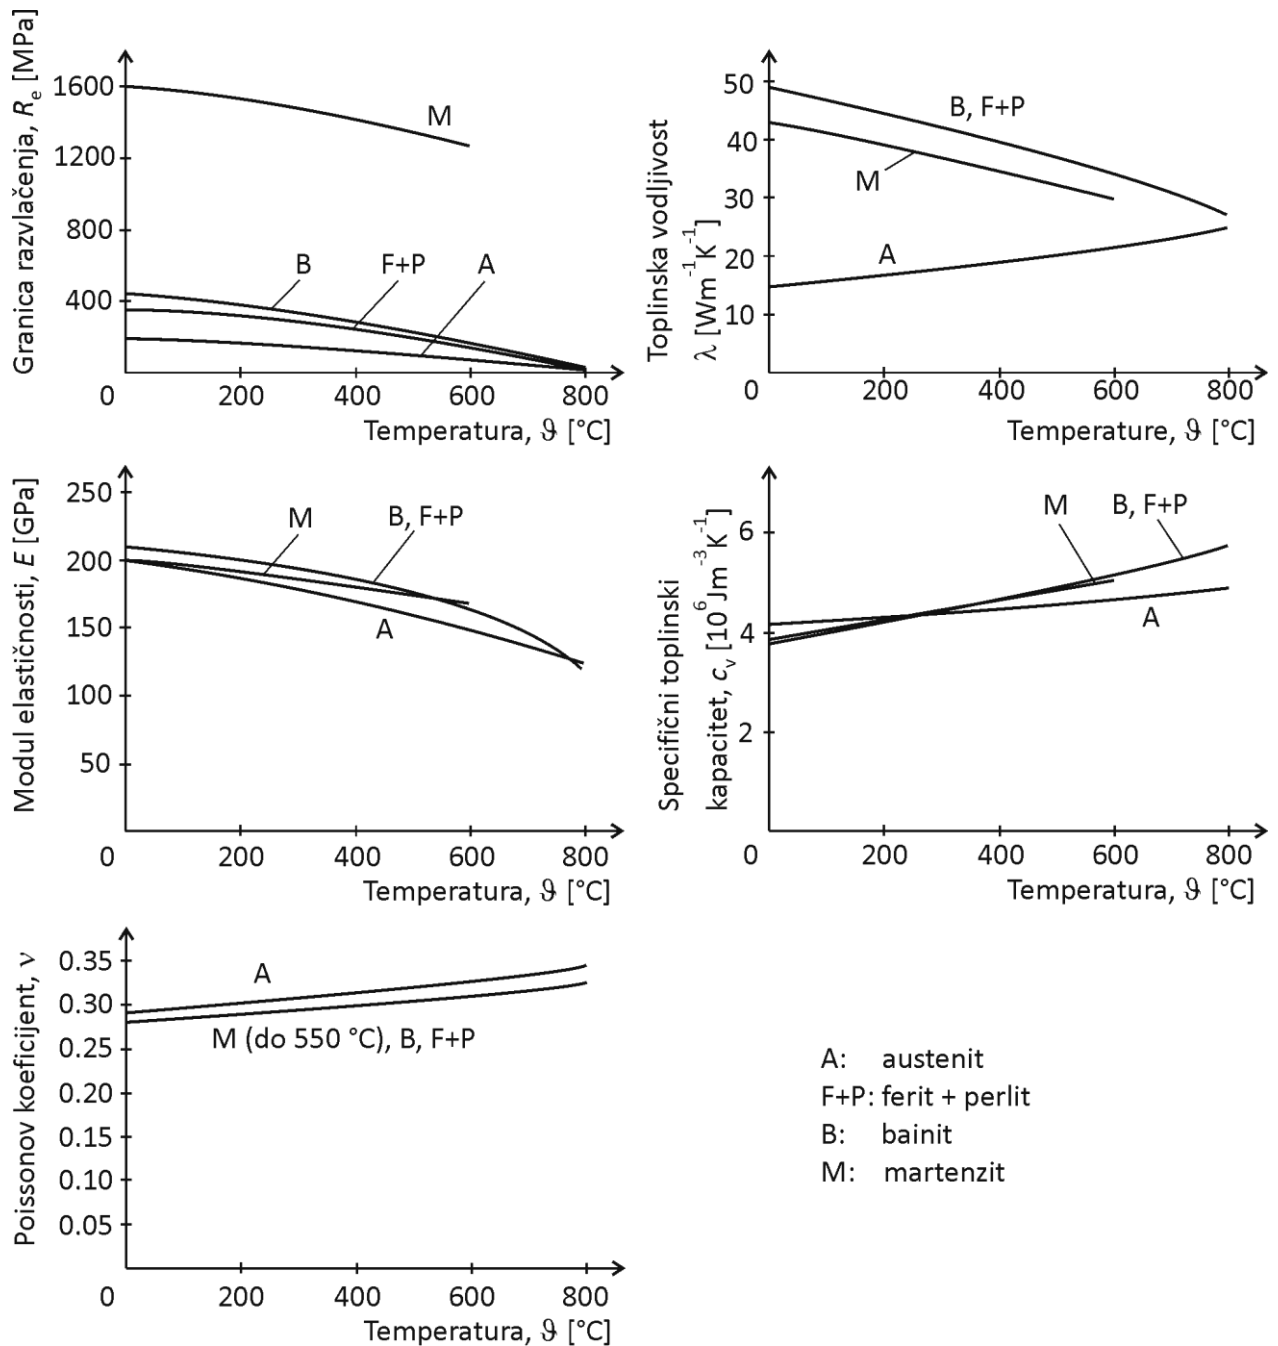 Granica razvlačenja, Re [MPa]
1600
1200
800
400
0
200
400
600
800
M
B
F+P
A
Temperatura, ϑ [°C]
Toplinska vodljivost
λ [Wm⁻¹K⁻¹]
50
40
30
20
10
0
200
400
600
800
B, F+P
M
A
Temperature, ϑ [°C]
Modul elastičnosti, E [GPa]
250
200
150
100
50
0
200
400
600
800
M
B, F+P
A
Temperatura, ϑ [°C]
Specifični toplinski
kapacitet, cv [10⁶Jm⁻³K⁻¹]
6
4
2
0
200
400
600
800
M
B, F+P
A
Temperatura, ϑ [°C]
Poissonov koeficijent, ν
0.35
0.30
0.25
0.20
0.15
0.10
0.05
0
200
400
600
800
A
M (do 550 °C), B, F+P
Temperatura, ϑ [°C]
A: austenit
F+P: ferit + perlit
B: bainit
M: martenzit